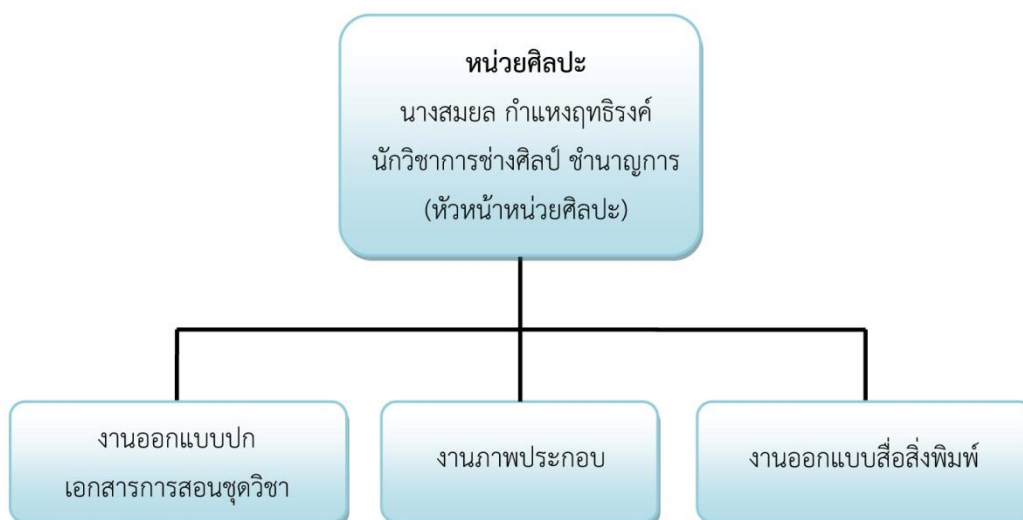 หน่วยศิลปะ
นางสมยล กำแหงฤทธิรงค์
นักวิชาการช่างศิลป์ ชำนาญการ
(หัวหน้าหน่วยศิลปะ)
งานออกแบบปก
เอกสารการสอนชุดวิชา
งานภาพประกอบ
งานออกแบบสื่อสิ่งพิมพ์